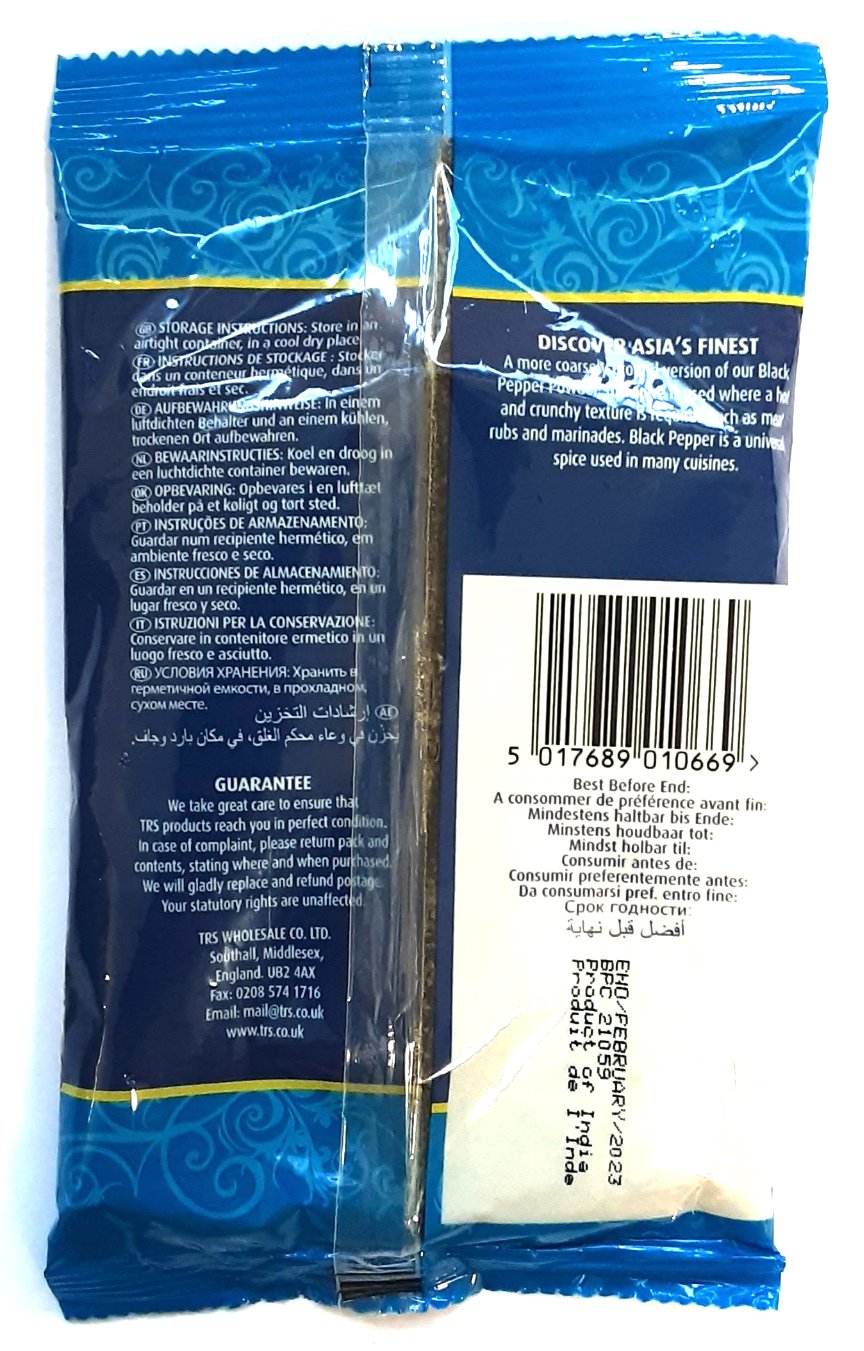 GB STORAGE INSTRUCTIONS: Store in an
airtight container, in a cool dry place
FR INSTRUCTIONS DE STOCKAGE : Stocker
dans un conteneur hermétique, dans un
endroit frais et sec.
DE In einem
luftdichten Behälter und an einem kühlen,
trockenen Ort aufbewahren.
NL BEWAARINSTRUCTIES: Koel en droog in
een luchtdichte container bewaren.
DK OPBEVARING: Opbevares i en lufttæt
beholder på et køligt og tørt sted.
PT INSTRUÇÕES DE ARMAZENAMENTO:
Guardar num recipiente hermético, em
ambiente fresco e seco.
ES INSTRUCCIONES DE ALMACENAMIENTO:
Guardar en un recipiente hermético, en un
lugar fresco y seco.
IT ISTRUZIONI PER LA CONSERVAZIONE:
Conservare in contenitore ermetico in un
luogo fresco e asciutto.
RU УСЛОВИЯ ХРАНЕНИЯ: Хранить в
герметичной емкости, в прохладном,
сухом месте.
AE إرشادات التخزين
يُخزّن في وعاء محكم الغلق، في مكان بارد وجاف.
GUARANTEE
We take great care to ensure that
TRS products reach you in perfect condition.
In case of complaint, please return pack and
contents, stating where and when purchased.
We will gladly replace and refund postage.
Your statutory rights are unaffected.
TRS WHOLESALE CO. LTD.
Southall, Middlesex,
England. UB2 4AX
Fax: 0208 574 1716
Email: mail@trs.co.uk
www.trs.co.uk
DISCOVER ASIA'S FINEST
A more version of our Black
Pepper used where a hot
and crunchy texture is such as meat
rubs and marinades. Black Pepper is a universal
spice used in many cuisines.
5 017689 010669 >
Best Before End:
A consommer de préférence avant fin:
Mindestens haltbar bis Ende:
Minstens houdbaar tot:
Mindst holbar til:
Consumir antes de:
Consumir preferentemente antes:
Da consumarsi pref. entro fine:
Срок годности:
أفضل قبل نهاية
END/FEBRUARY/2023
BPC 21059
Product of India
Produit de I'Inde